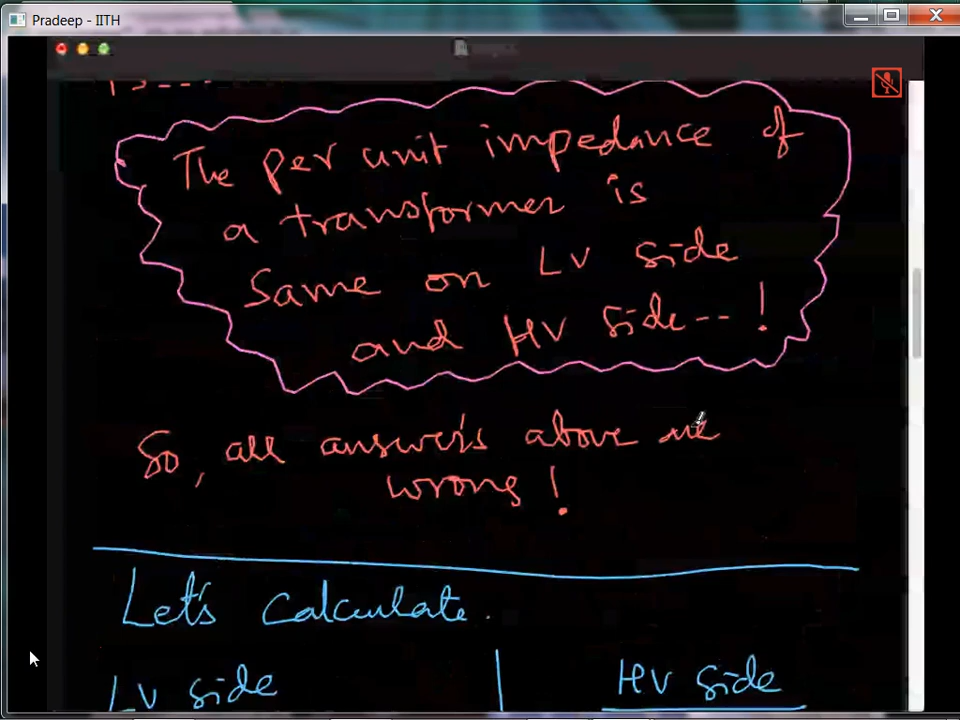 Pradeep - IITH
is...
The per unit impedance of
a transformer is
Same on LV side
and HV side--!
So, all answers above are
wrong!
Let's Calculate.
LV side
HV side